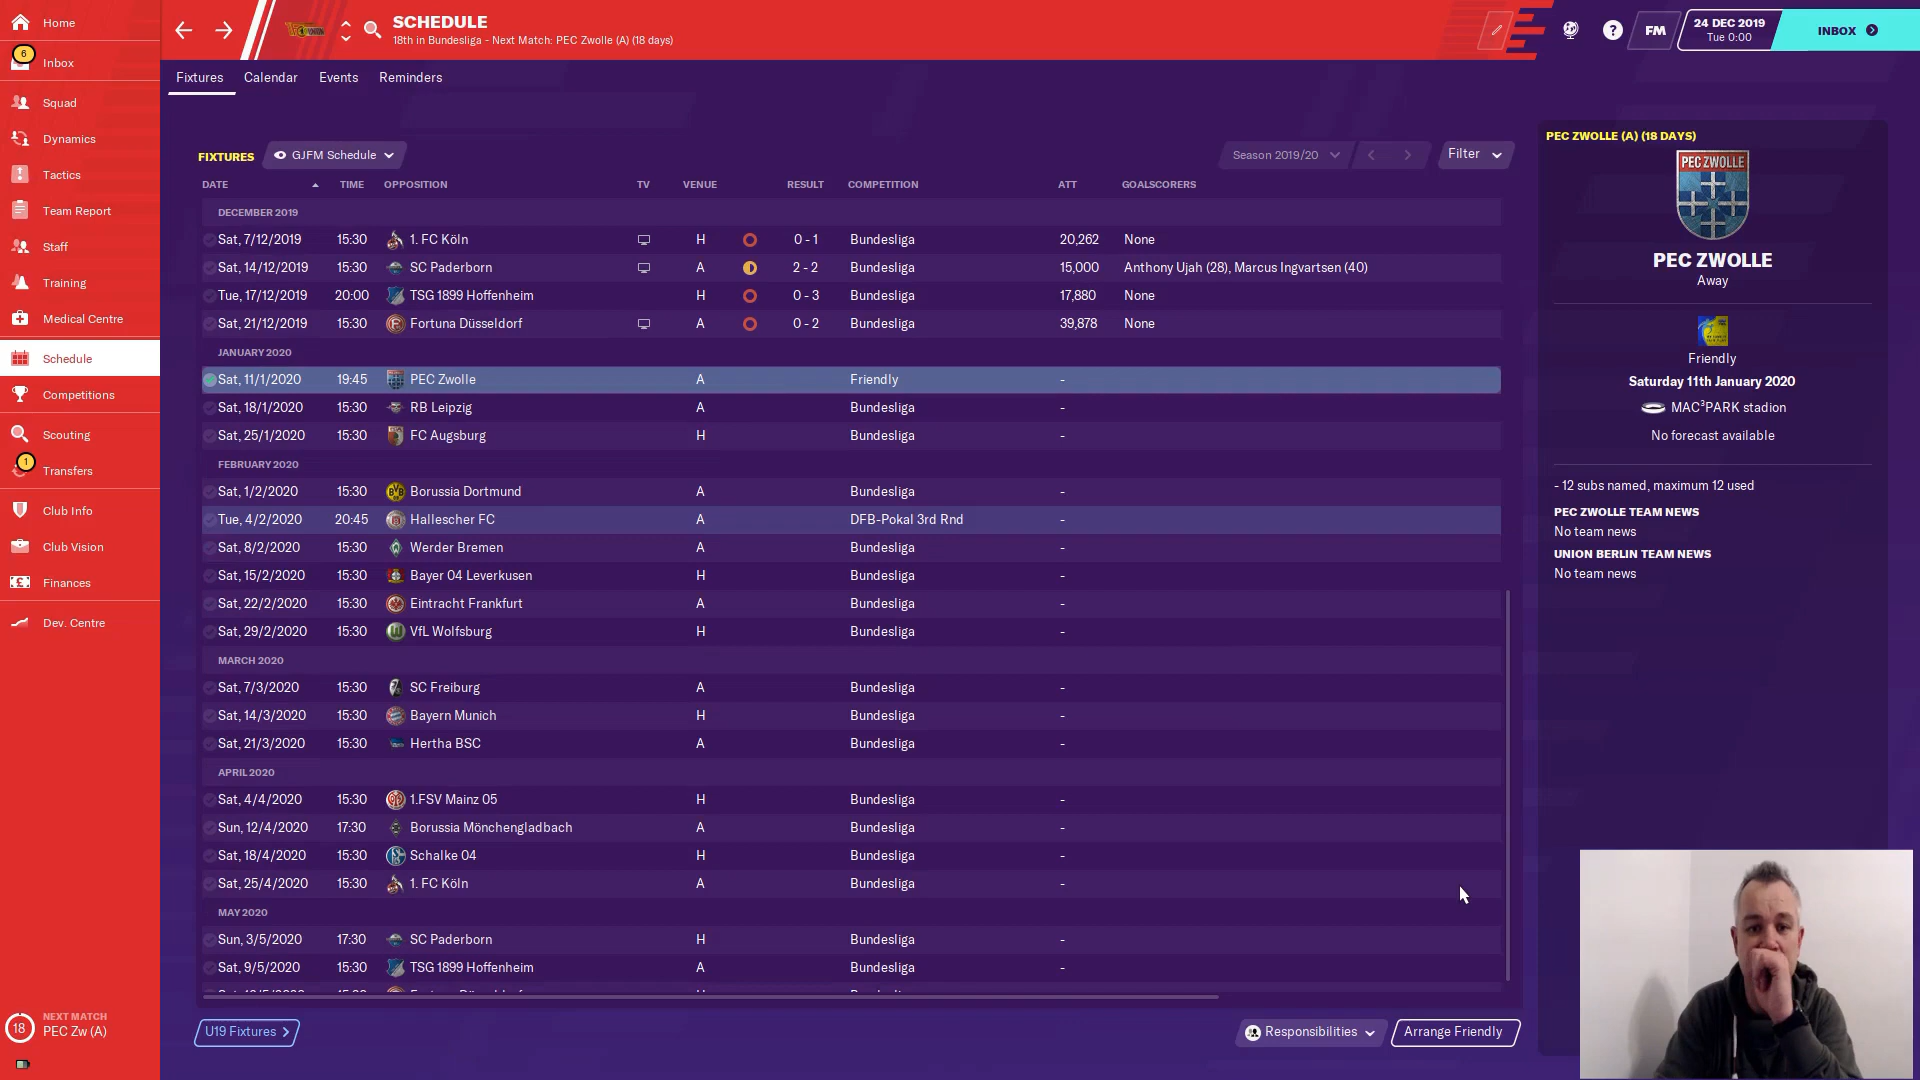 Home
SCHEDULE
18th in Bundesliga - Next Match: PEC Zwolle (A) (18 days)
FM
24 DEC 2019
Tue 0:00
INBOX
6
Inbox
Fixtures Calendar Events Reminders
Squad
Dynamics
Tactics
Team Report
Staff
Training
Medical Centre
Schedule
Competitions
Scouting
1
Transfers
Club Info
Club Vision
Finances
Dev. Centre
18
NEXT MATCH
PEC Zw (A)
FIXTURES GJFM Schedule Season 2019/20 Filter
DATE TIME OPPOSITION TV VENUE RESULT COMPETITION ATT GOALSCORERS
DECEMBER 2019
Sat, 7/12/2019 15:30 1. FC Köln H 0 - 1 Bundesliga 20,262 None
Sat, 14/12/2019 15:30 SC Paderborn A 2 - 2 Bundesliga 15,000 Anthony Ujah (28), Marcus Ingvartsen (40)
Tue, 17/12/2019 20:00 TSG 1899 Hoffenheim H 0 - 3 Bundesliga 17,880 None
Sat, 21/12/2019 15:30 Fortuna Düsseldorf A 0 - 2 Bundesliga 39,878 None
JANUARY 2020
Sat, 11/1/2020 19:45 PEC Zwolle A Friendly -
Sat, 18/1/2020 15:30 RB Leipzig A Bundesliga -
Sat, 25/1/2020 15:30 FC Augsburg H Bundesliga -
FEBRUARY 2020
Sat, 1/2/2020 15:30 Borussia Dortmund A Bundesliga -
Tue, 4/2/2020 20:45 Hallescher FC A DFB-Pokal 3rd Rnd -
Sat, 8/2/2020 15:30 Werder Bremen A Bundesliga -
Sat, 15/2/2020 15:30 Bayer 04 Leverkusen H Bundesliga -
Sat, 22/2/2020 15:30 Eintracht Frankfurt A Bundesliga -
Sat, 29/2/2020 15:30 VfL Wolfsburg H Bundesliga -
MARCH 2020
Sat, 7/3/2020 15:30 SC Freiburg A Bundesliga -
Sat, 14/3/2020 15:30 Bayern Munich H Bundesliga -
Sat, 21/3/2020 15:30 Hertha BSC A Bundesliga -
APRIL 2020
Sat, 4/4/2020 15:30 1.FSV Mainz 05 H Bundesliga -
Sun, 12/4/2020 17:30 Borussia Mönchengladbach A Bundesliga -
Sat, 18/4/2020 15:30 Schalke 04 H Bundesliga -
Sat, 25/4/2020 15:30 1. FC Köln A Bundesliga -
MAY 2020
Sun, 3/5/2020 17:30 SC Paderborn H Bundesliga -
Sat, 9/5/2020 15:30 TSG 1899 Hoffenheim A Bundesliga -
U19 Fixtures
Responsibilities
Arrange Friendly
PEC ZWOLLE (A) (18 DAYS)
PEC ZWOLLE
PEC ZWOLLE
Away
Friendly
Saturday 11th January 2020
MAC³PARK stadion
No forecast available
- 12 subs named, maximum 12 used
PEC ZWOLLE TEAM NEWS
No team news
UNION BERLIN TEAM NEWS
No team news